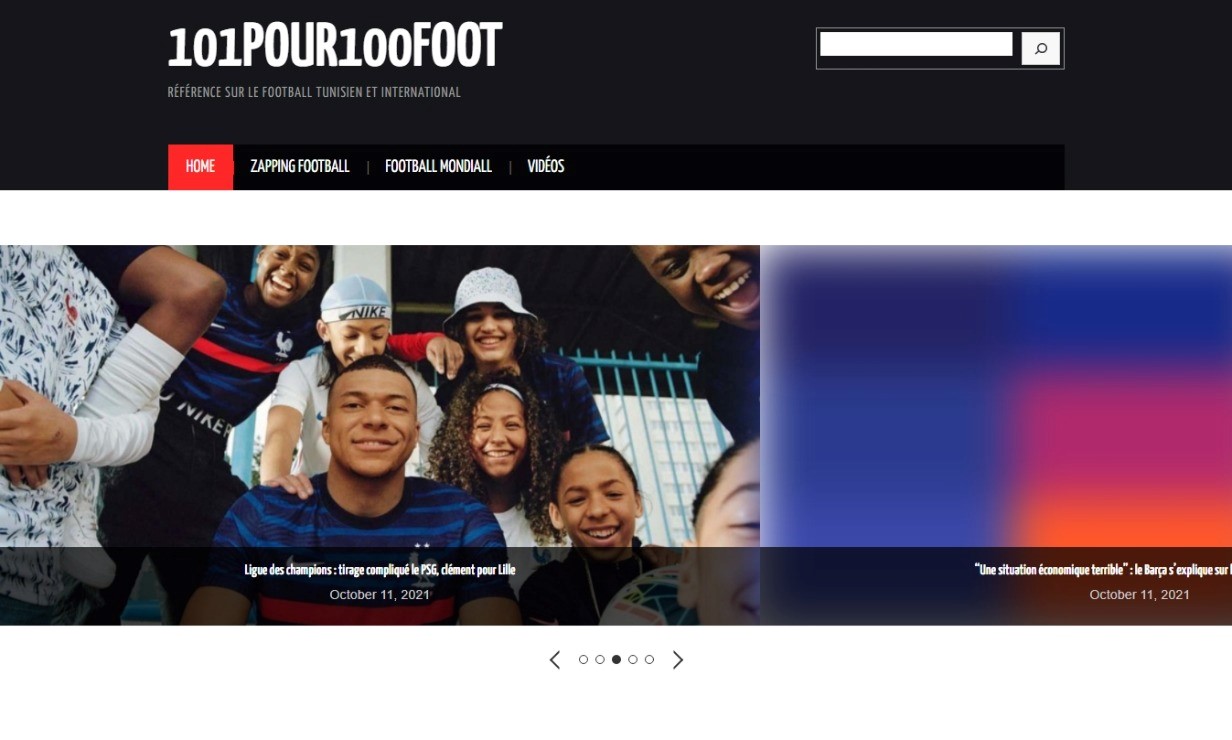 101POUR100FOOT
RÉFÉRENCE SUR LE FOOTBALL TUNISIEN ET INTERNATIONAL
HOME | ZAPPING FOOTBALL | FOOTBALL MONDIALL | VIDÉOS
NIKE
NIKE
Ligue des champions : tirage compliqué le PSG, clément pour Lille
October 11, 2021
“Une situation économique terrible” : le Barça s’explique sur
October 11, 2021